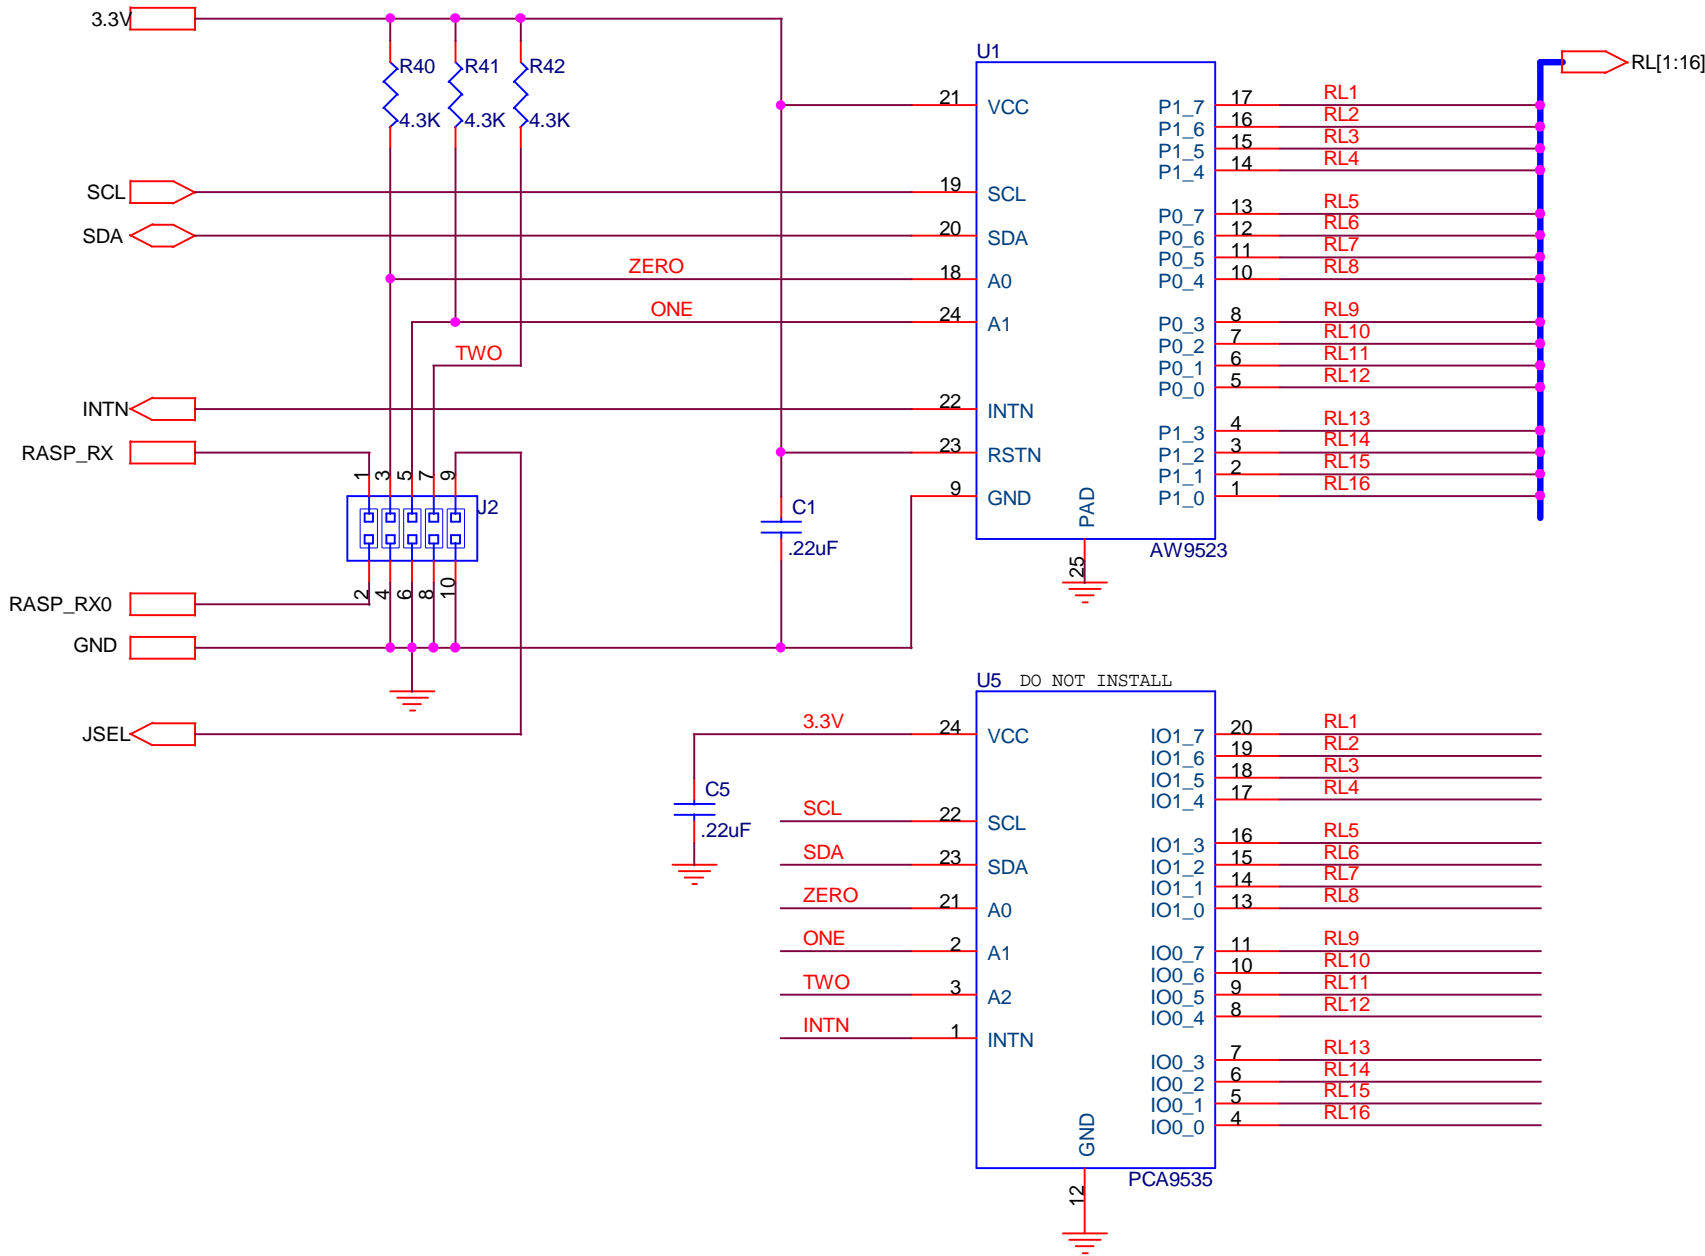 3.3V
R40
4.3K
R41
4.3K
R42
4.3K
SCL
SDA
ZERO
ONE
TWO
INTN
RASP_RX
1
3
5
7
9
J2
2
4
6
8
10
RASP_RX0
GND
JSEL
C1
.22uF
U1
21 VCC
19 SCL
20 SDA
18 A0
24 A1
22 INTN
23 RSTN
9 GND
PAD
25
AW9523
P1_7 17 RL1
P1_6 16 RL2
P1_5 15 RL3
P1_4 14 RL4
P0_7 13 RL5
P0_6 12 RL6
P0_5 11 RL7
P0_4 10 RL8
P0_3 8 RL9
P0_2 7 RL10
P0_1 6 RL11
P0_0 5 RL12
P1_3 4 RL13
P1_2 3 RL14
P1_1 2 RL15
P1_0 1 RL16
RL[1:16]
U5 DO NOT INSTALL
3.3V 24 VCC
C5
.22uF
SCL 22 SCL
SDA 23 SDA
ZERO 21 A0
ONE 2 A1
TWO 3 A2
INTN 1 INTN
GND
12
PCA9535
IO1_7 20 RL1
IO1_6 19 RL2
IO1_5 18 RL3
IO1_4 17 RL4
IO1_3 16 RL5
IO1_2 15 RL6
IO1_1 14 RL7
IO1_0 13 RL8
IO0_7 11 RL9
IO0_6 10 RL10
IO0_5 9 RL11
IO0_4 8 RL12
IO0_3 7 RL13
IO0_2 6 RL14
IO0_1 5 RL15
IO0_0 4 RL16